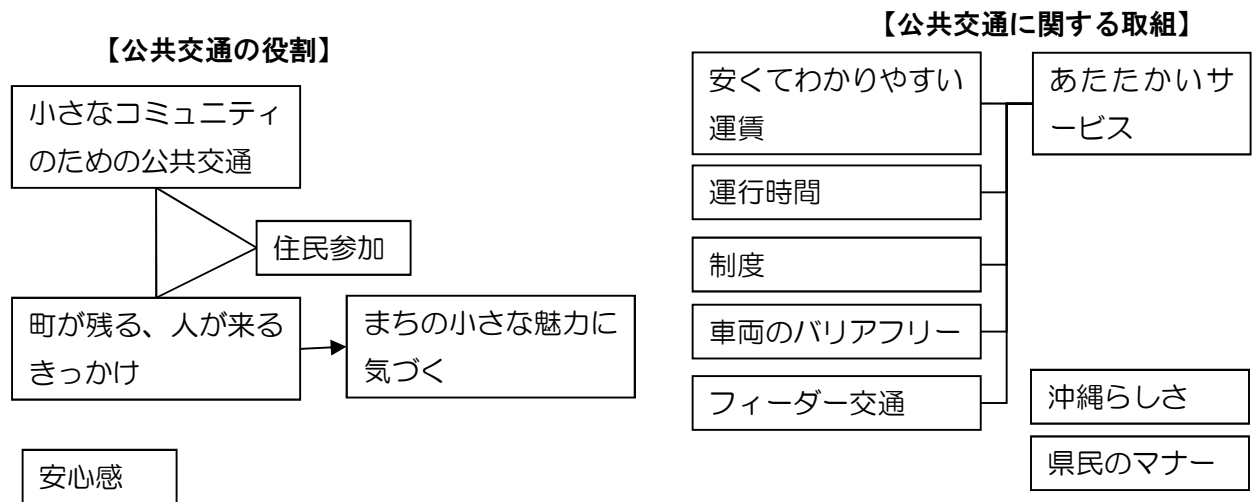 【公共交通の役割】
小さなコミュニティ
のための公共交通
住民参加
町が残る、人が来る
きっかけ
まちの小さな魅力に
気づく
安心感
【公共交通に関する取組】
安くてわかりやすい
運賃
あたたかいサ
ービス
運行時間
制度
車両のバリアフリー
フィーダー交通
沖縄らしさ
県民のマナー